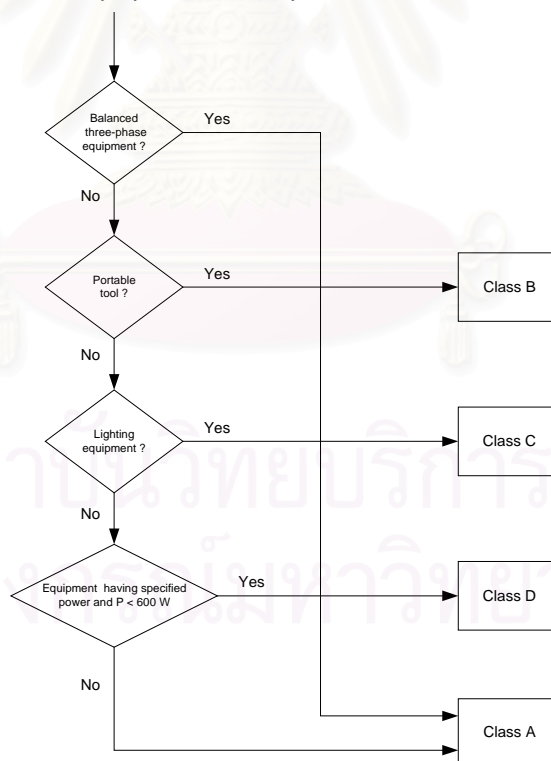 Balanced
three-phase
equipment ?
Yes
No
Portable
tool ?
Yes
Class B
No
Lighting
equipment ?
Yes
Class C
No
Equipment having specified
power and P < 600 W
Yes
Class D
No
Class A